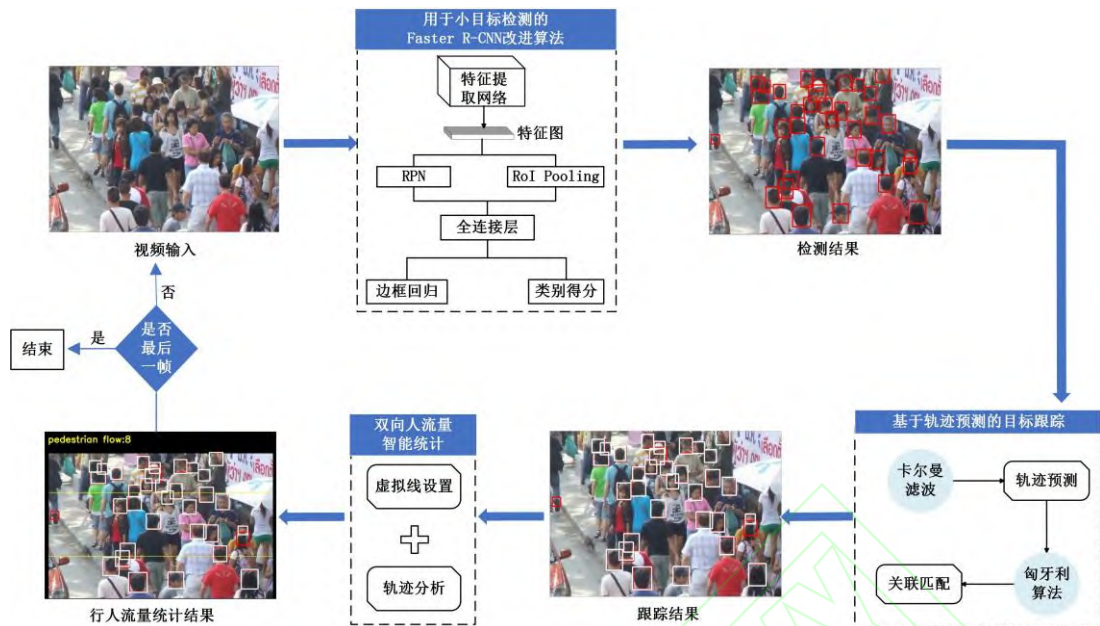 用于小目标检测的
Faster R-CNN改进算法
特征提
取网络
特征图
RPN
RoI Pooling
全连接层
边框回归
类别得分
视频输入
检测结果
否
是否
最后
一帧
是
结束
基于轨迹预测的目标跟踪
卡尔曼
滤波
轨迹预测
匈牙利
算法
关联匹配
跟踪结果
双向人流量
智能统计
虚拟线设置
轨迹分析
pedestrian flow:8
行人流量统计结果